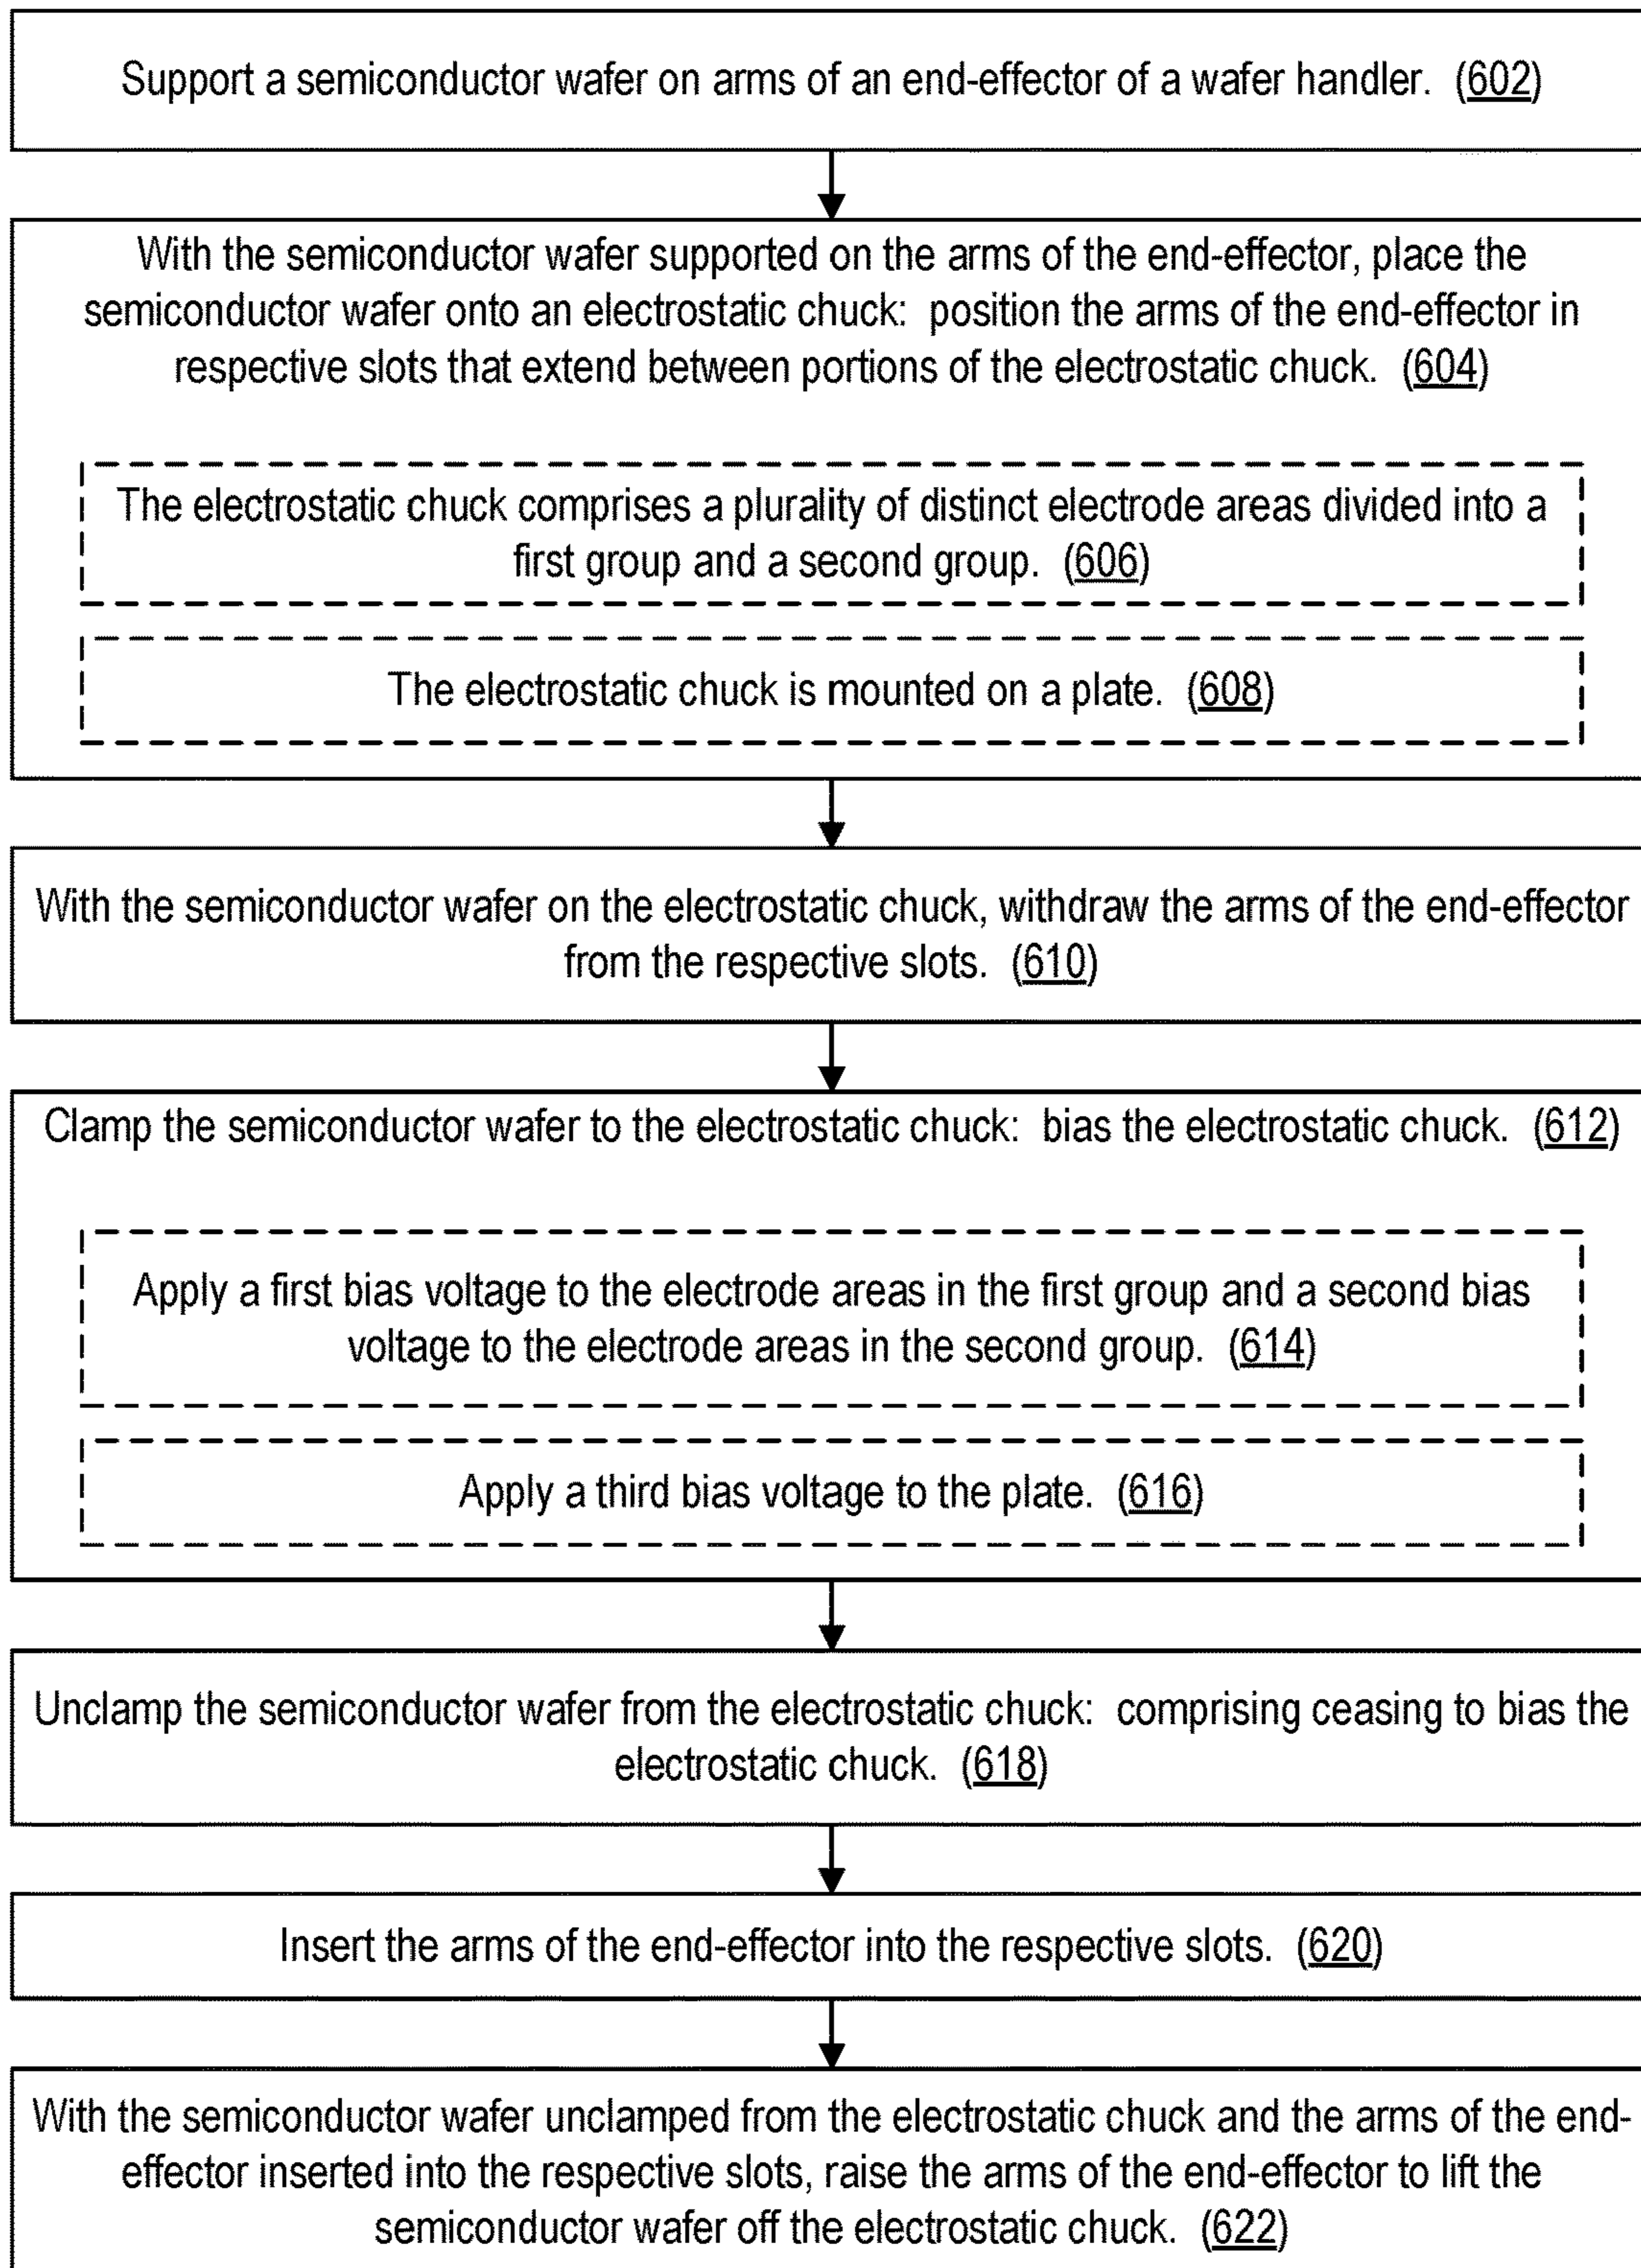 Support a semiconductor wafer on arms of an end-effector of a wafer handler. (602)
With the semiconductor wafer supported on the arms of the end-effector, place the
semiconductor wafer onto an electrostatic chuck: position the arms of the end-effector in
respective slots that extend between portions of the electrostatic chuck. (604)
The electrostatic chuck comprises a plurality of distinct electrode areas divided into a
first group and a second group. (606)
The electrostatic chuck is mounted on a plate. (608)
With the semiconductor wafer on the electrostatic chuck, withdraw the arms of the end-effector
from the respective slots. (610)
Clamp the semiconductor wafer to the electrostatic chuck: bias the electrostatic chuck. (612)
Apply a first bias voltage to the electrode areas in the first group and a second bias
voltage to the electrode areas in the second group. (614)
Apply a third bias voltage to the plate. (616)
Unclamp the semiconductor wafer from the electrostatic chuck: comprising ceasing to bias the
electrostatic chuck. (618)
Insert the arms of the end-effector into the respective slots. (620)
With the semiconductor wafer unclamped from the electrostatic chuck and the arms of the end-
effector inserted into the respective slots, raise the arms of the end-effector to lift the
semiconductor wafer off the electrostatic chuck. (622)